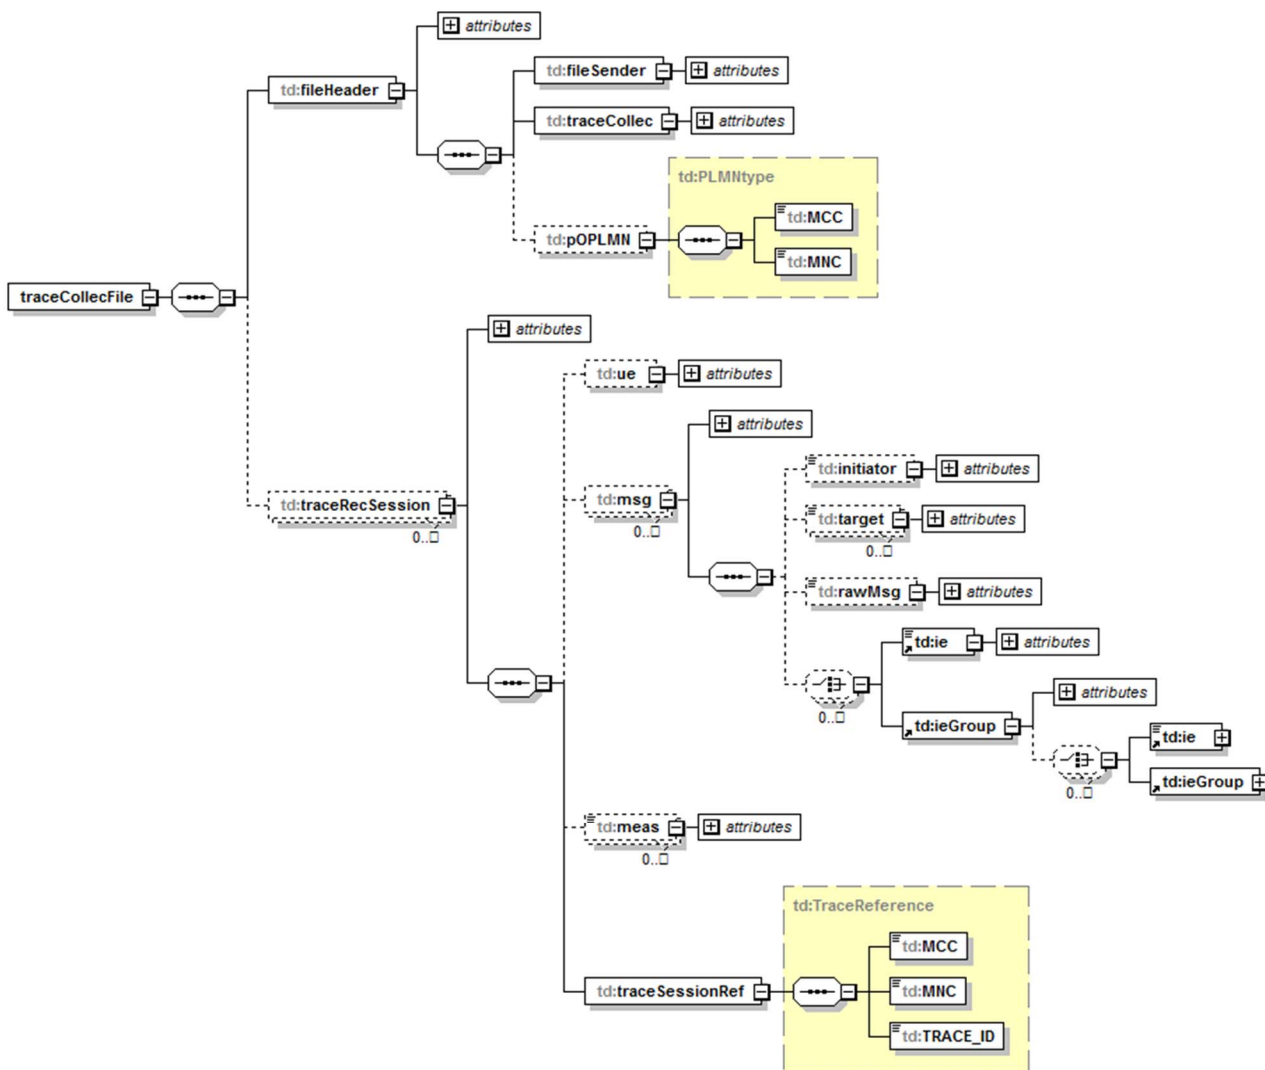 attributes
td:fileSender
attributes
td:fileHeader
td:traceCollec
attributes
td:PLMNtype
td:MCC
td:pOPLMN
td:MNC
traceCollecFile
attributes
td:ue
attributes
attributes
td:initiator
attributes
td:traceRecSession
0..□
td:msg
0..□
td:target
0..□
attributes
td:rawMsg
attributes
td:ie
attributes
0..□
td:ieGroup
attributes
td:ie
0..□
td:ieGroup
td:meas
0..□
attributes
td:TraceReference
td:MCC
td:traceSessionRef
td:MNC
td:TRACE_ID